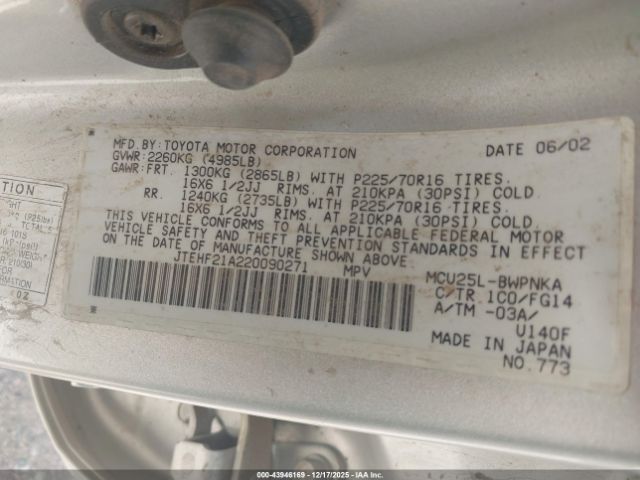 MFD.BY:TOYOTA MOTOR CORPORATION DATE 06/02
GVWR:2260KG (4985LB)
GAWR:FRT. 1300KG (2865LB) WITH P225/70R16 TIRES.
16X6 1/2JJ RIMS. AT 210KPA (30PSI) COLD
RR. 1240KG (2735LB) WITH P225/70R16 TIRES.
16X6 1/2JJ RIMS. AT 210KPA (30PSI) COLD.
THIS VEHICLE CONFORMS TO ALL APPLICABLE FEDERAL MOTOR
VEHICLE SAFETY AND THEFT PREVENTION STANDARDS IN EFFECT
ON THE DATE OF MANUFACTURE SHOWN ABOVE.
JTEHF21A220090271 MPV MCU25L-BWPNKA
C/TR 1C0/FG14
A/TM -03A/
U140F
MADE IN JAPAN
NO.773
00-43946169 - 12/17/2025 - IAA, Inc.